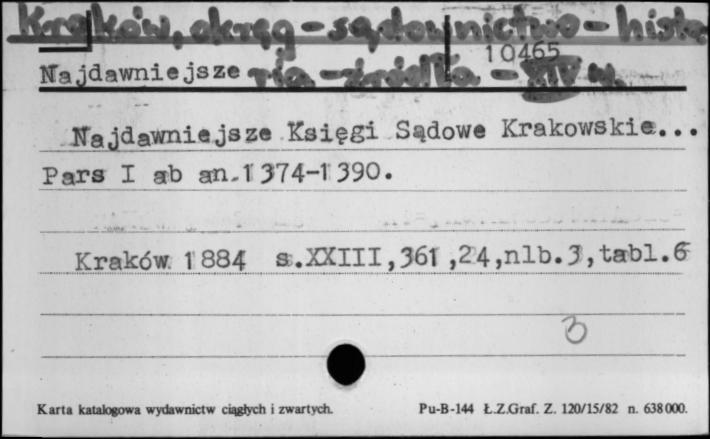 Kraków, okręg - sądownictwo - histo
10465
Najdawniejsze ria - źródła - XIV w.
Najdawniejsze Księgi Sądowe Krakowskie...
Pars I ab an.1374-1390.
Kraków 1884 s.XXIII,361,24,nlb.3,tabl.6
3
Karta katalogowa wydawnictw ciągłych i zwartych. Pu-B-144 Ł.Z.Graf. Z. 120/15/82 n. 638000.